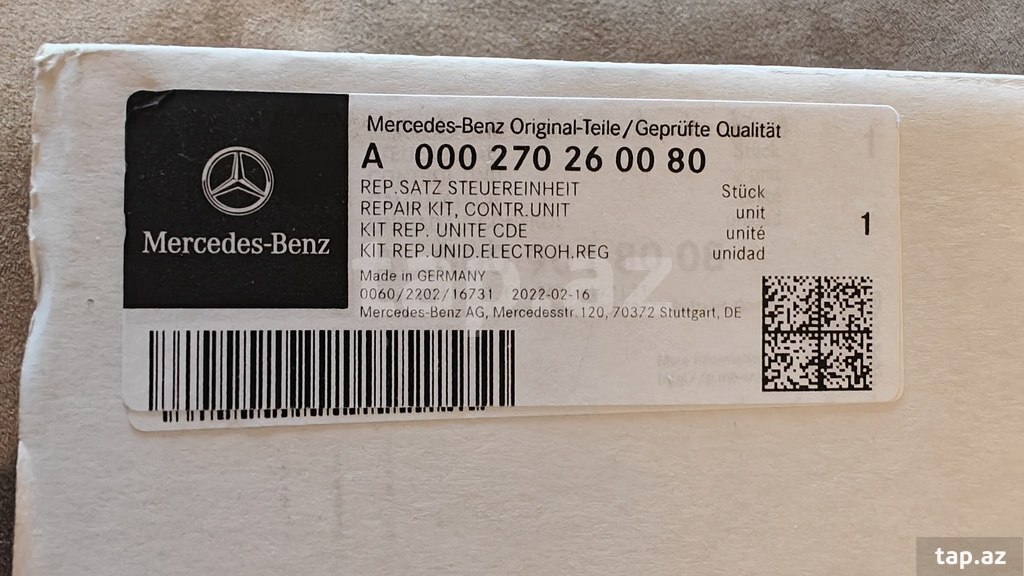 Mercedes-Benz
Mercedes-Benz Original-Teile/Geprüfte Qualität
A 000 270 26 00 80
REP.SATZ STEUEREINHEIT Stück
REPAIR KIT, CONTR.UNIT unit
KIT REP. UNITE CDE unité
KIT REP.UNID.ELECTROH.REG unidad
1
Made in GERMANY
0060/2202/16731 2022-02-16
Mercedes-Benz AG, Mercedesstr.120, 70372 Stuttgart, DE
tap.az
tap.az